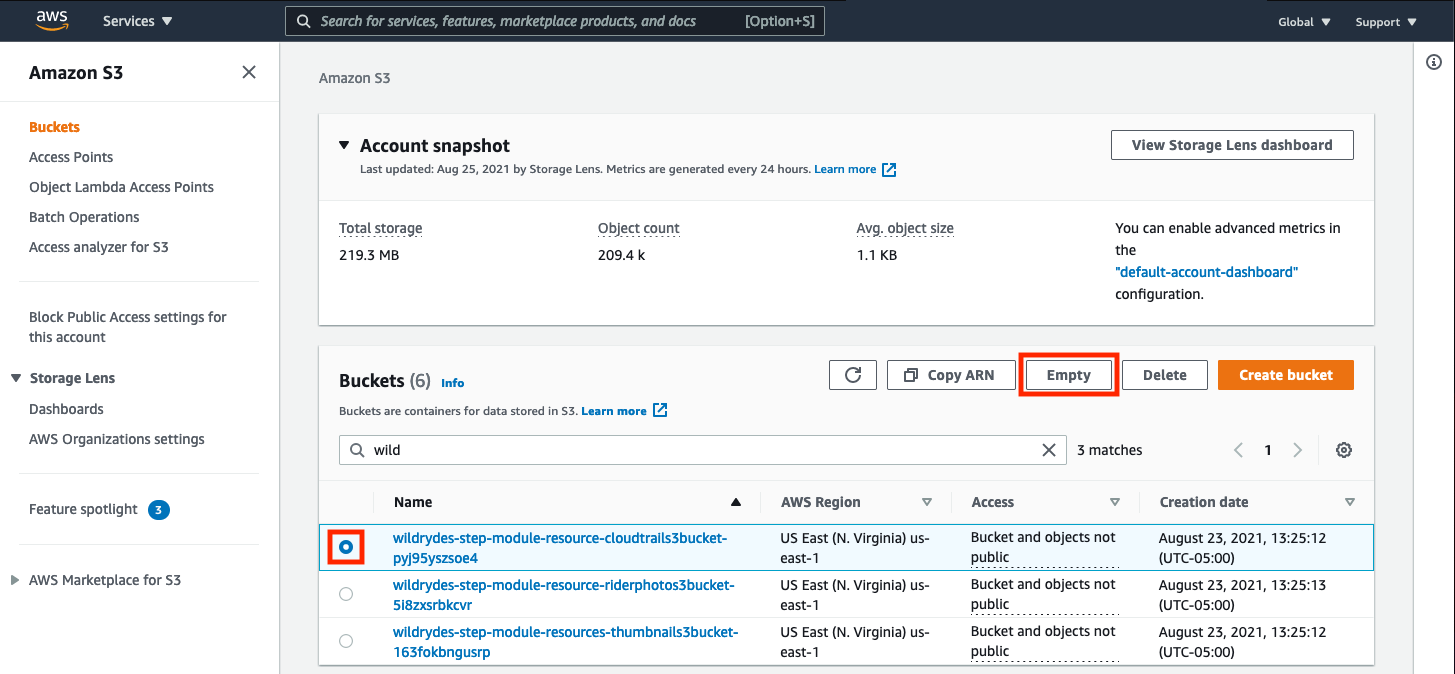 aws
Services
Search for services, features, marketplace products, and docs
[Option+S]
Global
Support
Amazon S3
Buckets
Access Points
Object Lambda Access Points
Batch Operations
Access analyzer for S3
Block Public Access settings for
this account
Storage Lens
Dashboards
AWS Organizations settings
Feature spotlight
3
AWS Marketplace for S3
Amazon S3
Account snapshot
View Storage Lens dashboard
Last updated: Aug 25, 2021 by Storage Lens. Metrics are generated every 24 hours. Learn more
Total storage
219.3 MB
Object count
209.4 k
Avg. object size
1.1 KB
You can enable advanced metrics in
the
"default-account-dashboard"
configuration.
Buckets (6) Info
Copy ARN
Empty
Delete
Create bucket
Buckets are containers for data stored in S3. Learn more
wild
3 matches
1
Name
AWS Region
Access
Creation date
wildrydes-step-module-resource-cloudtrails3bucket-
pyj95yszsoe4
US East (N. Virginia) us-
east-1
Bucket and objects not
public
August 23, 2021, 13:25:12
(UTC-05:00)
wildrydes-step-module-resource-riderphotos3bucket-
5i8zxsrbkcvr
US East (N. Virginia) us-
east-1
Bucket and objects not
public
August 23, 2021, 13:25:13
(UTC-05:00)
wildrydes-step-module-resources-thumbnails3bucket-
163fokbngusrp
US East (N. Virginia) us-
east-1
Bucket and objects not
public
August 23, 2021, 13:25:12
(UTC-05:00)